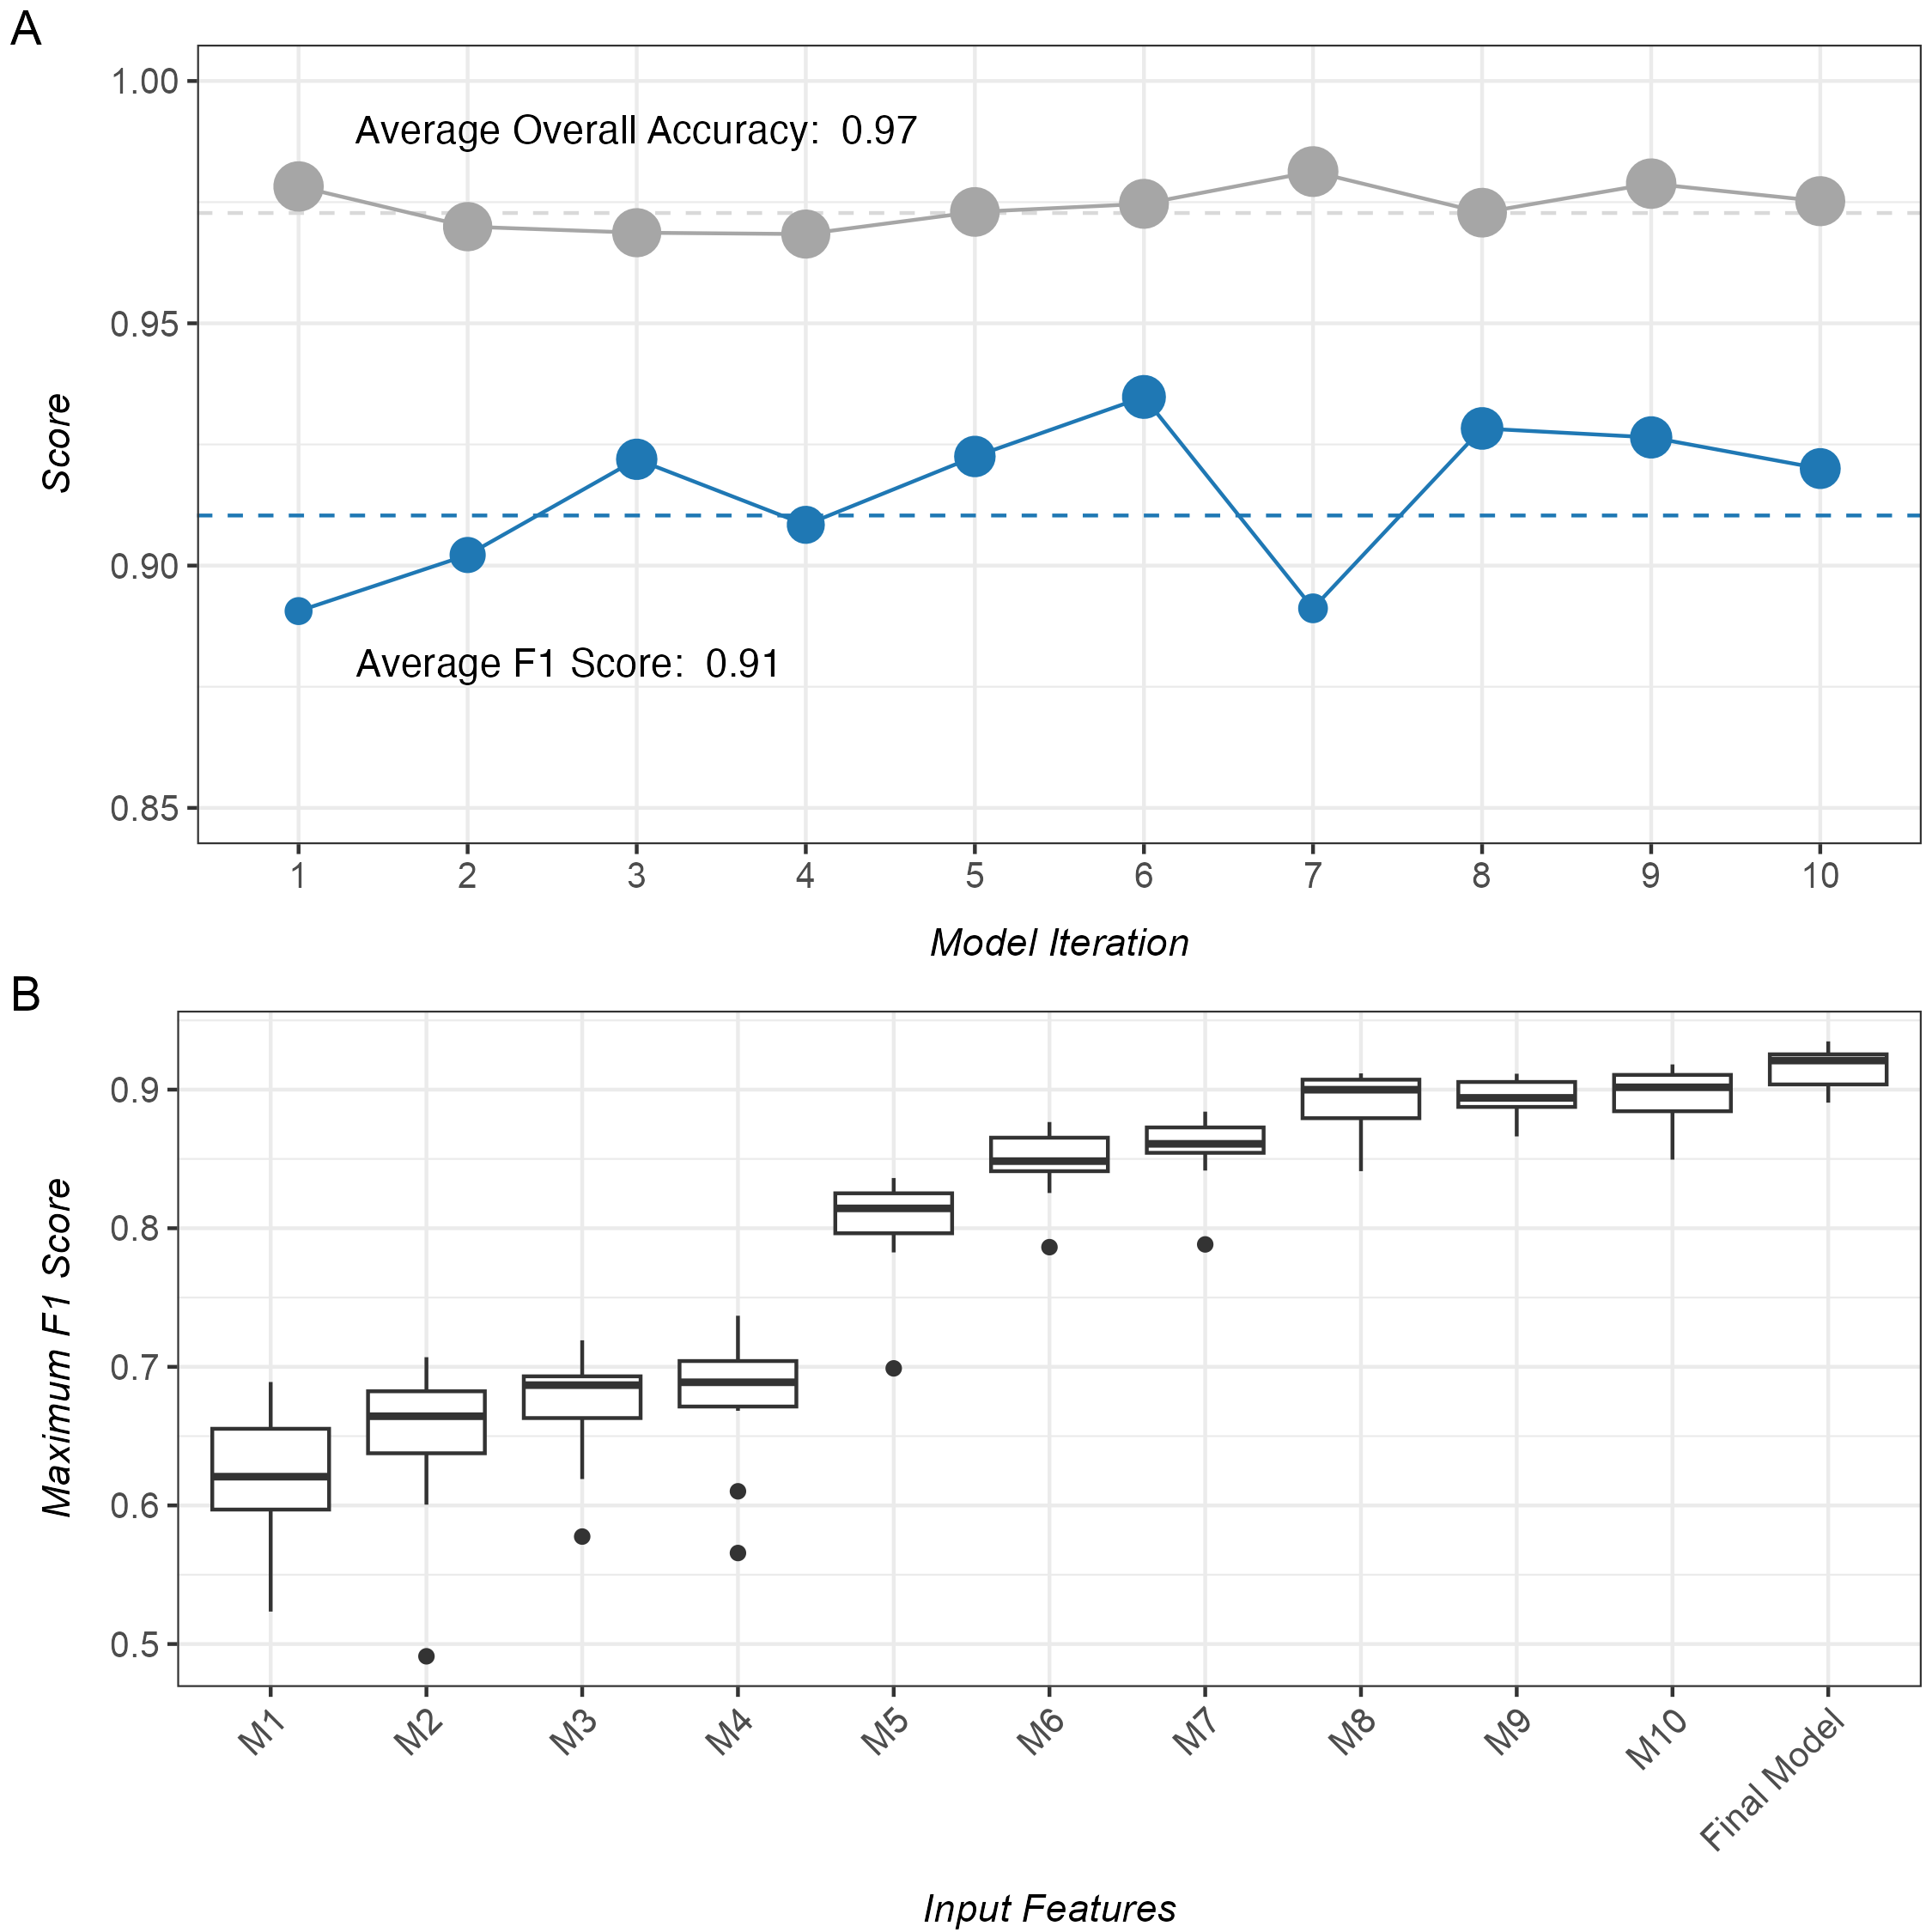 A
1.00
Average Overall Accuracy: 0.97
0.95
Score
0.90
Average F1 Score: 0.91
0.85
1 2 3 4 5 6 7 8 9 10
Model Iteration
B
0.9
0.8
Maximum F1 Score
0.7
0.6
0.5
M1 M2 M3 M4 M5 M6 M7 M8 M9 M10 Final Model
Input Features